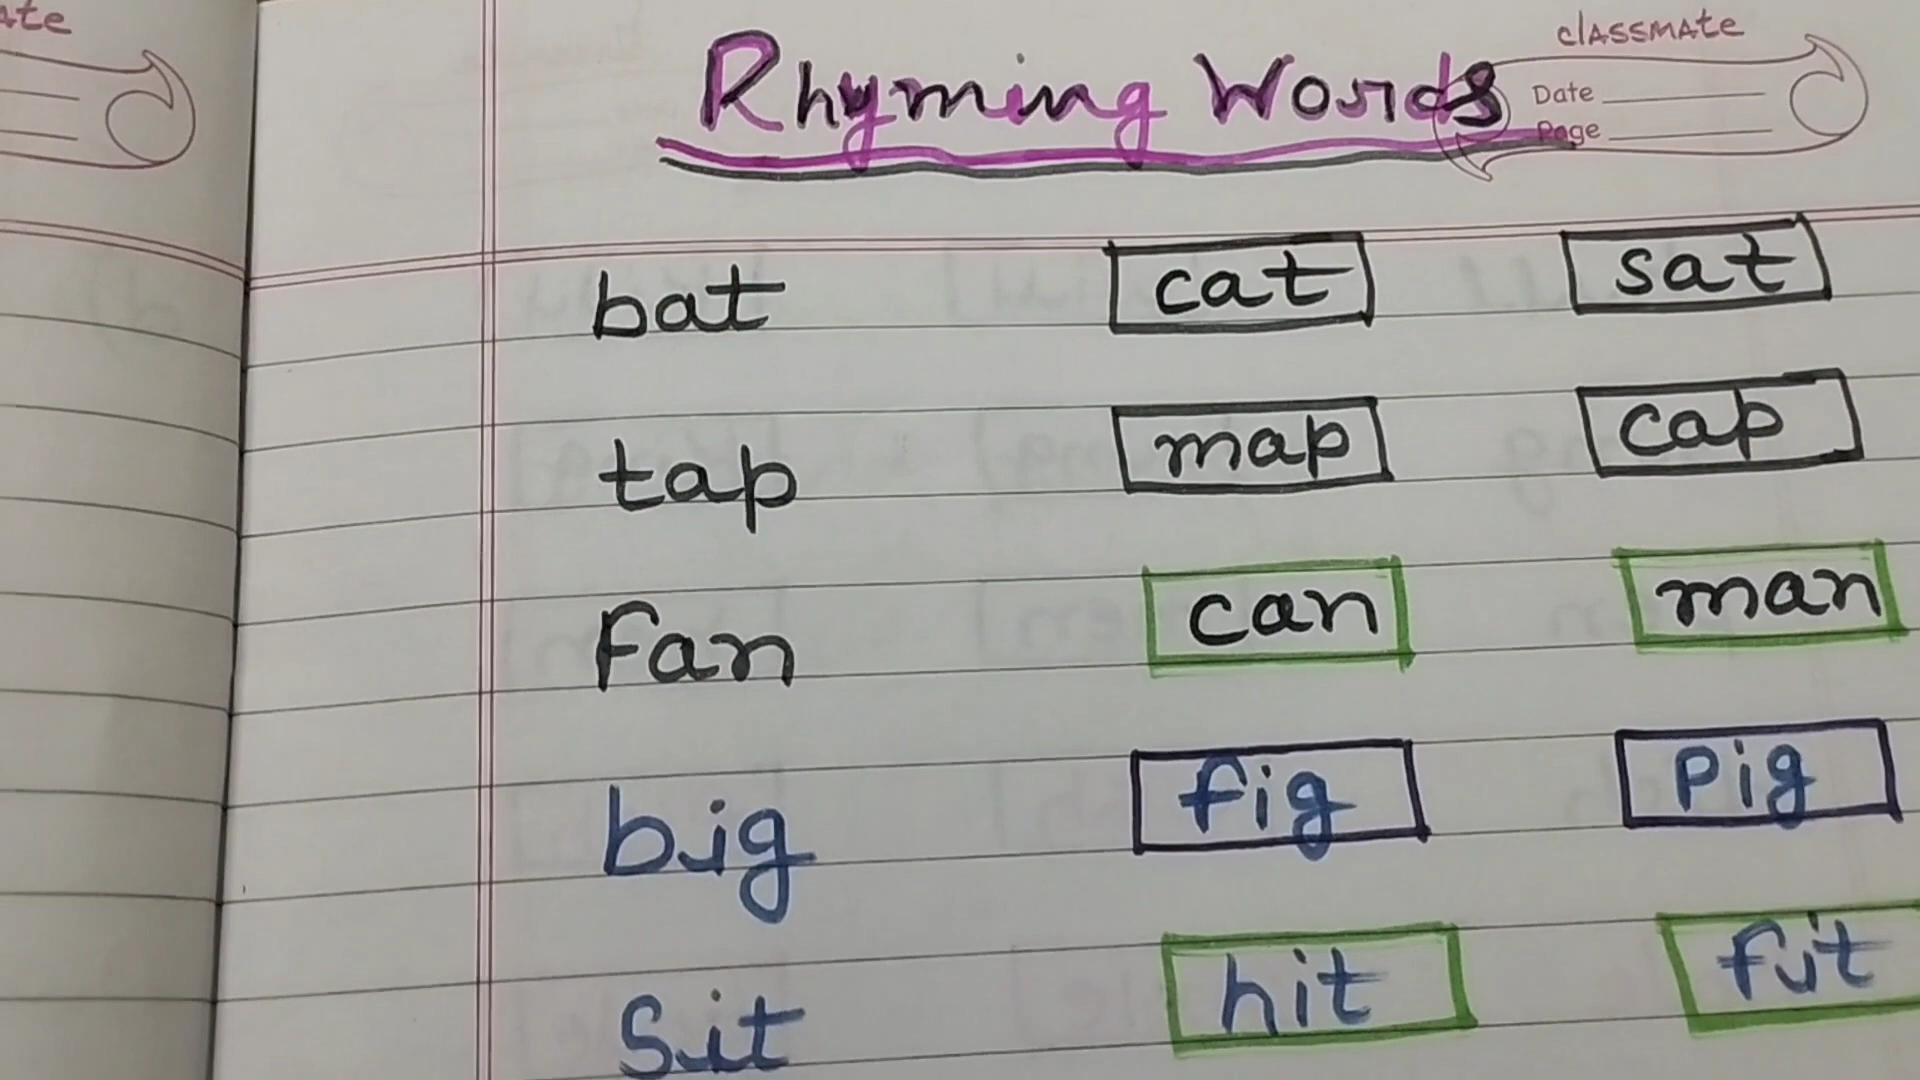 ate
classmate
Rhyming Words
Date
Page
bat cat sat
tap map cap
Fan can man
big fig Pig
Sit hit fit